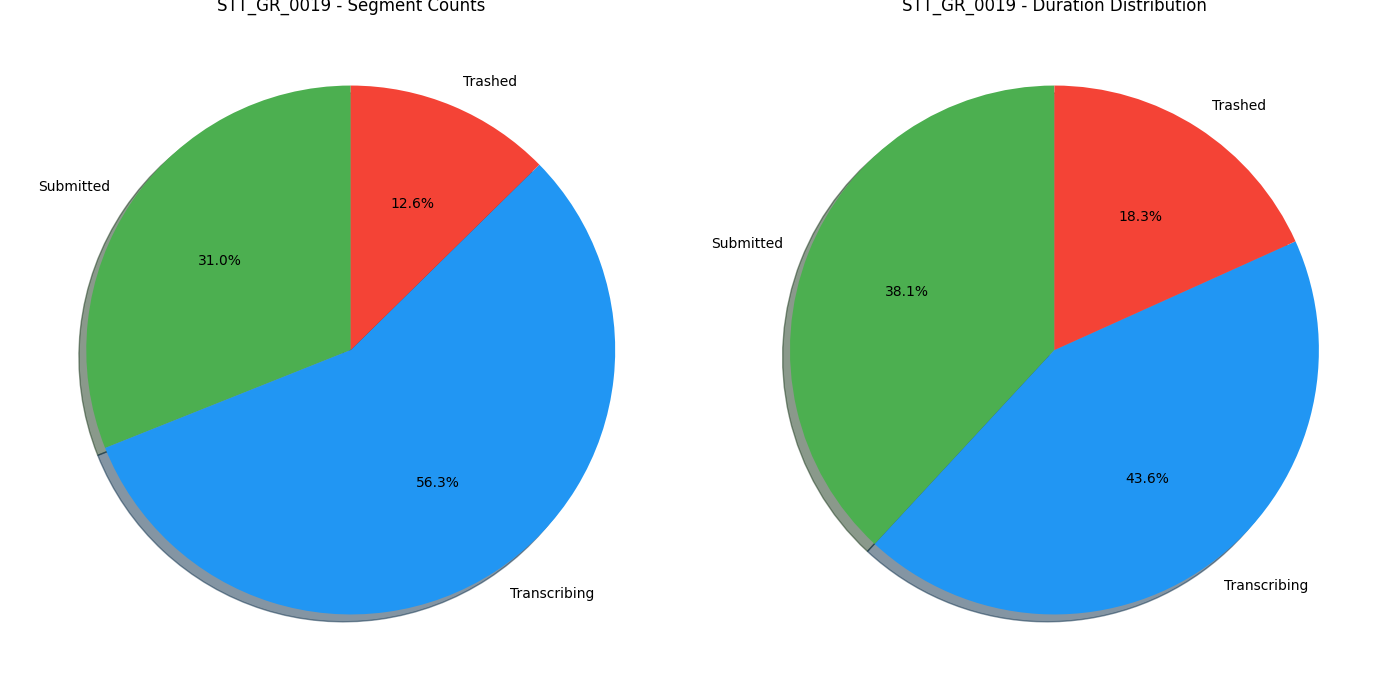 STT_GR_0019 - Segment Counts
Trashed
Submitted
12.6%
31.0%
56.3%
Transcribing
STT_GR_0019 - Duration Distribution
Trashed
18.3%
Submitted
38.1%
43.6%
Transcribing